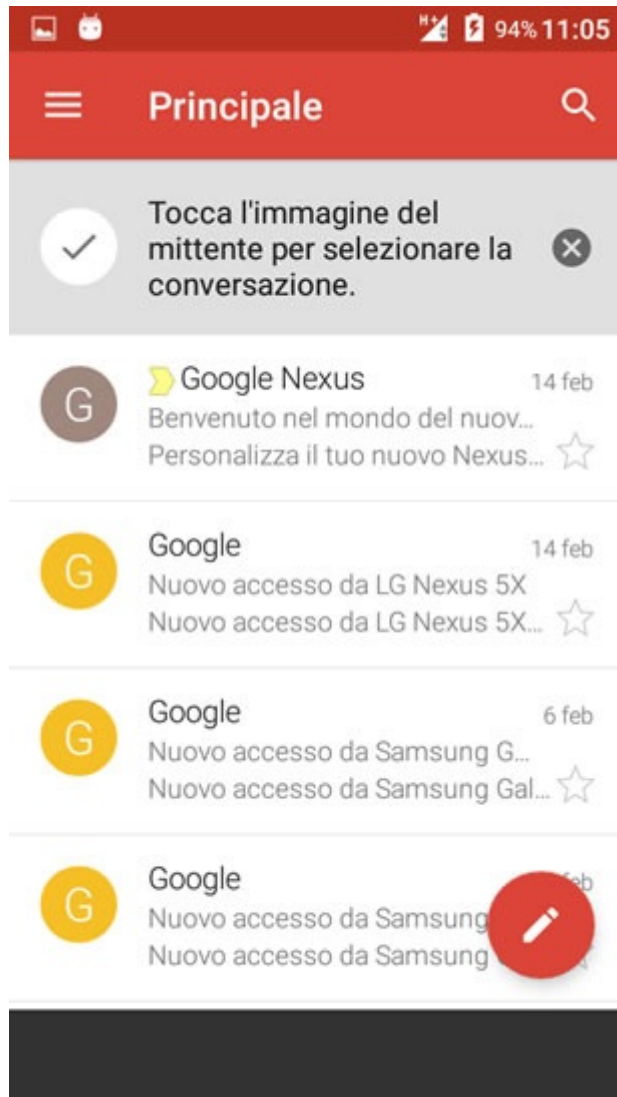 H+ 94% 11:05
Principale
Tocca l'immagine del
mittente per selezionare la
conversazione.
G
Google Nexus 14 feb
Benvenuto nel mondo del nuov...
Personalizza il tuo nuovo Nexus...
G
Google 14 feb
Nuovo accesso da LG Nexus 5X
Nuovo accesso da LG Nexus 5X...
G
Google 6 feb
Nuovo accesso da Samsung G...
Nuovo accesso da Samsung Gal...
G
Google feb
Nuovo accesso da Samsung
Nuovo accesso da Samsung